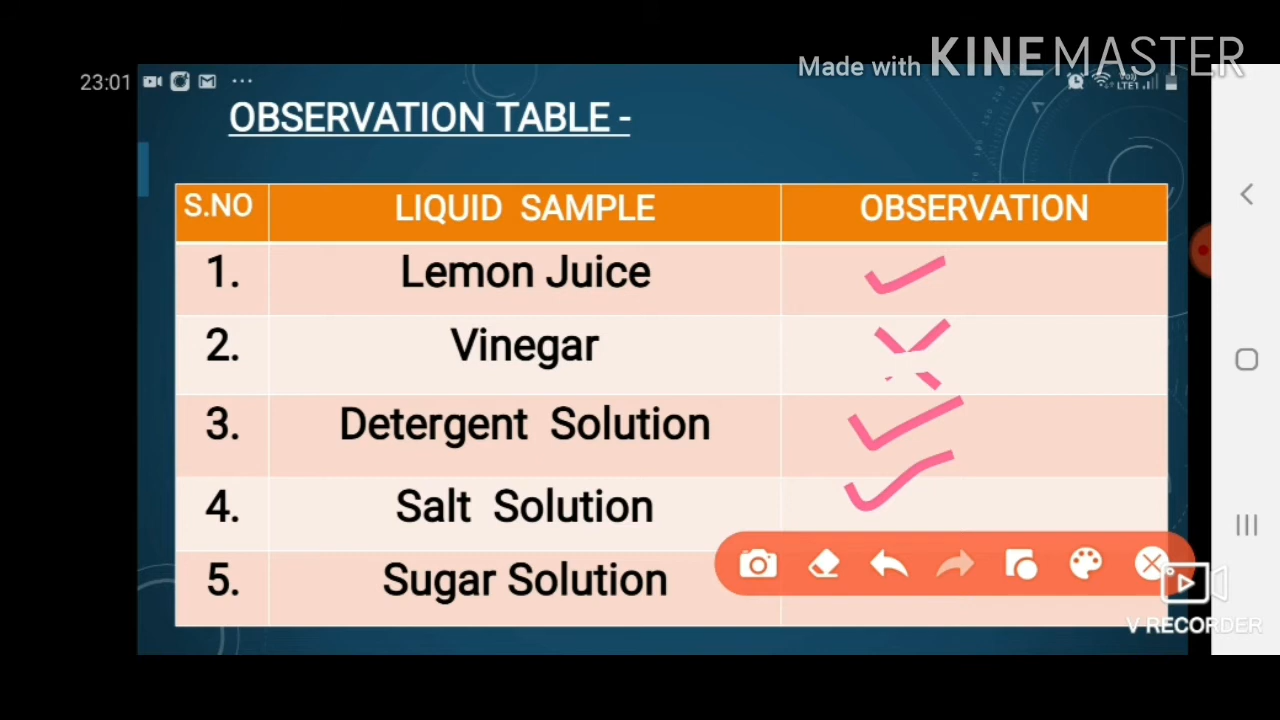 Made with KINEMASTER
23:01
LTE1
OBSERVATION TABLE -
S.NO LIQUID SAMPLE OBSERVATION
1. Lemon Juice
2. Vinegar
3. Detergent Solution
4. Salt Solution
5. Sugar Solution
V RECORDER